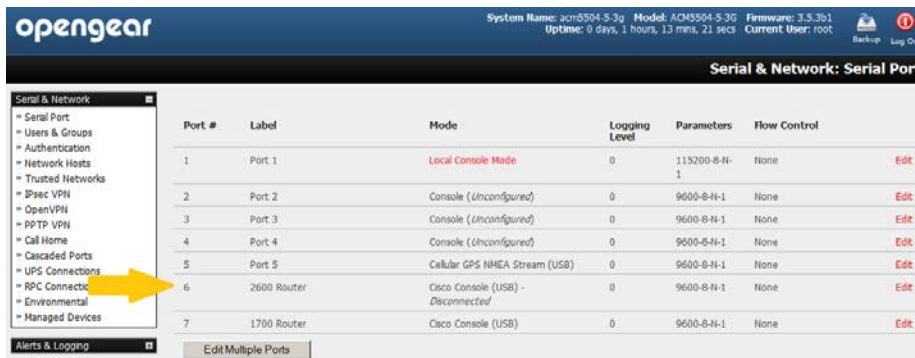 opengear
System Name: acm5504-5-3g Model: ACM5504-5-3G Firmware: 3.5.3b1
Uptime: 0 days, 1 hours, 13 mins, 21 secs Current User: root
Backup
Serial & Network: Serial Por
Serial & Network
Serial Port
Users & Groups
Authentication
Network Hosts
Trusted Networks
IPsec VPN
OpenVPN
PPTP VPN
Call Home
Cascaded Ports
UPS Connections
RPC Connectio
Environmental
Managed Devices
Alerts & Logging
Port # Label Mode Logging Level Parameters Flow Control
1 Port 1 Local Console Mode 0 115200-8-N-1 None Edit
2 Port 2 Console (Unconfigured) 0 9600-8-N-1 None Edit
3 Port 3 Console (Unconfigured) 0 9600-8-N-1 None Edit
4 Port 4 Console (Unconfigured) 0 9600-8-N-1 None Edit
5 Port 5 Cellular GPS NMEA Stream (USB) 0 9600-8-N-1 None Edit
6 2600 Router Cisco Console (USB) - Disconnected 0 9600-8-N-1 None Edit
7 1700 Router Cisco Console (USB) 0 9600-8-N-1 None Edit
Edit Multiple Ports